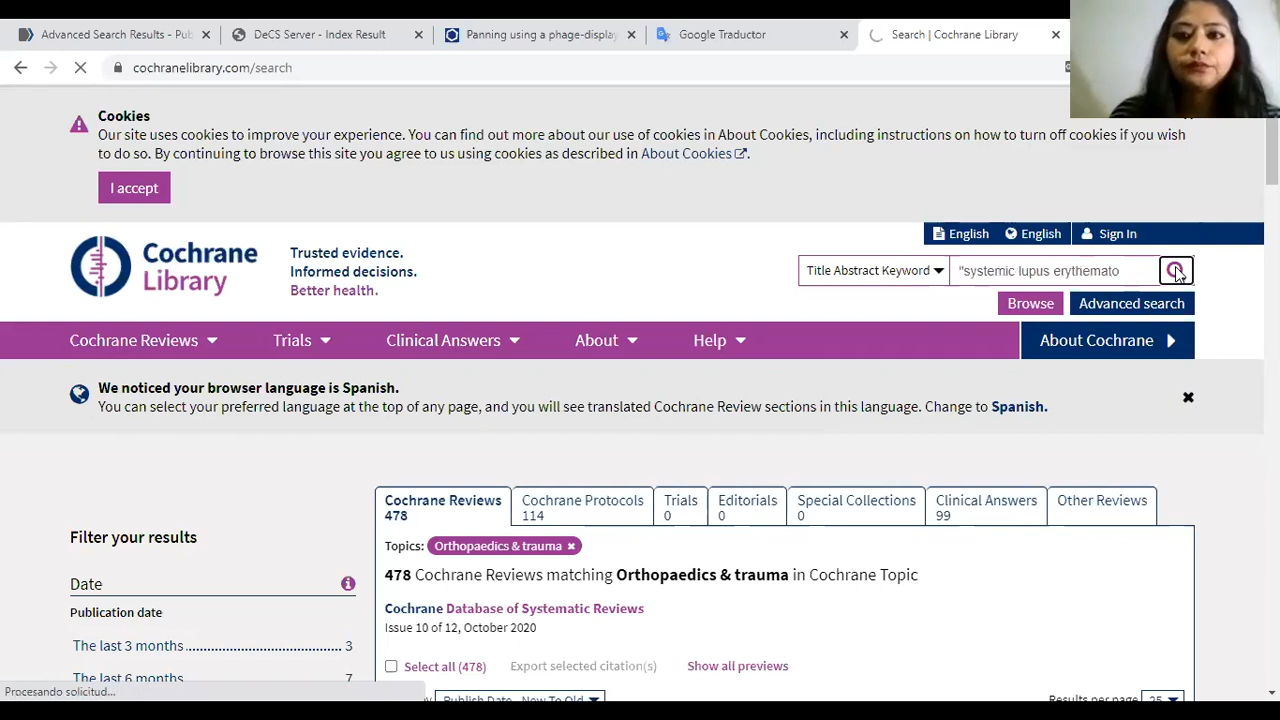 Advanced Search Results - Pub
DeCS Server - Index Result
Panning using a phage-display
Google Traductor
Search | Cochrane Library
cochranelibrary.com/search
Cookies
Our site uses cookies to improve your experience. You can find out more about our use of cookies in About Cookies, including instructions on how to turn off cookies if you wish
to do so. By continuing to browse this site you agree to us using cookies as described in About Cookies.
I accept
English English Sign In
Cochrane
Library
Trusted evidence.
Informed decisions.
Better health.
Title Abstract Keyword
"systemic lupus erythemato
Browse
Advanced search
Cochrane Reviews
Trials
Clinical Answers
About
Help
About Cochrane
We noticed your browser language is Spanish.
You can select your preferred language at the top of any page, and you will see translated Cochrane Review sections in this language. Change to Spanish.
Filter your results
Date
Publication date
The last 3 months 3
The last 6 months 7
Cochrane Reviews
478
Cochrane Protocols
114
Trials
0
Editorials
0
Special Collections
0
Clinical Answers
99
Other Reviews
Topics: Orthopaedics & trauma
478 Cochrane Reviews matching Orthopaedics & trauma in Cochrane Topic
Cochrane Database of Systematic Reviews
Issue 10 of 12, October 2020
Select all (478)
Export selected citation(s)
Show all previews
Publish Date - New To Old
Results per page 25
Procesando solicitud...